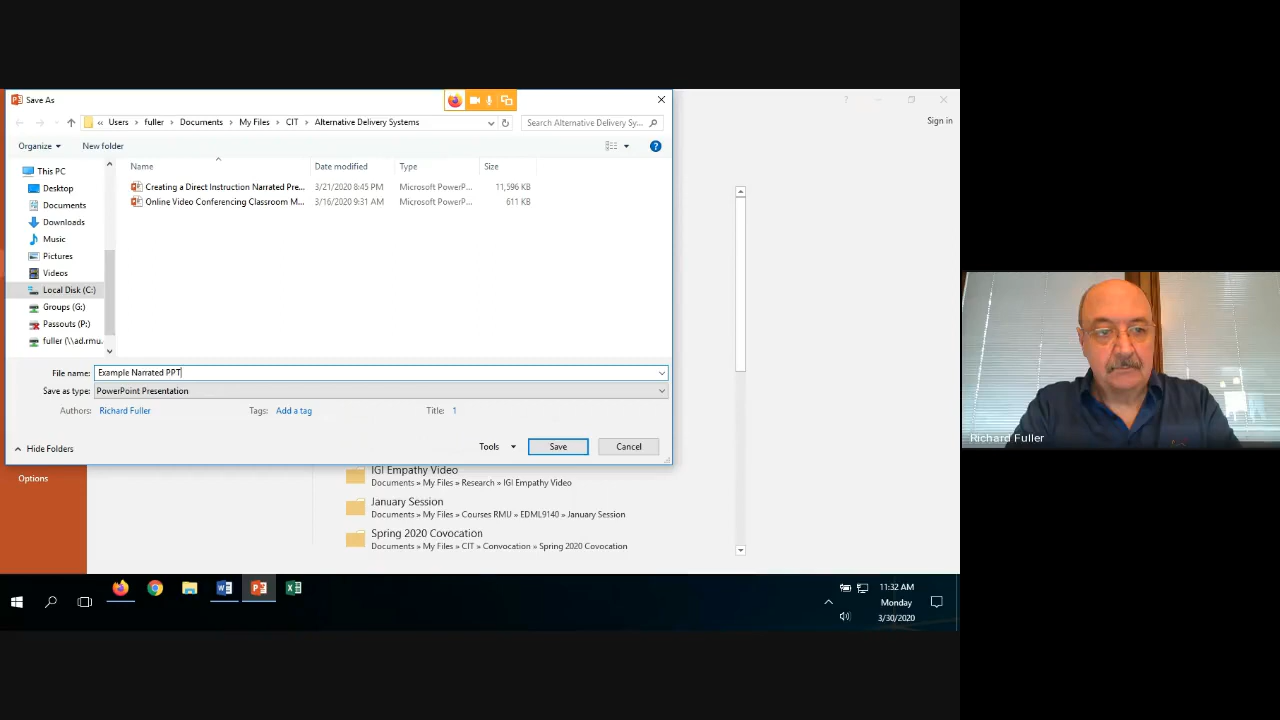 Save As
Sign in
« Users › fuller › Documents › My Files › CIT › Alternative Delivery Systems
Search Alternative Delivery Sy...
Organize
New folder
Name
Date modified
Type
Size
This PC
Desktop
Documents
Downloads
Music
Pictures
Videos
Local Disk (C:)
Groups (G:)
Passouts (P:)
fuller (\\ad.rmu.
Creating a Direct Instruction Narrated Pre... 3/21/2020 8:45 PM Microsoft PowerP... 11,596 KB
Online Video Conferencing Classroom M... 3/16/2020 9:31 AM Microsoft PowerP... 611 KB
File name: Example Narrated PPT
Save as type: PowerPoint Presentation
Authors: Richard Fuller
Tags: Add a tag
Title: 1
Hide Folders
Tools
Save
Cancel
Options
IGI Empathy Video
Documents » My Files » Research » IGI Empathy Video
January Session
Documents » My Files » Courses RMU » EDML9140 » January Session
Spring 2020 Covocation
Documents » My Files » CIT » Convocation » Spring 2020 Covocation
Richard Fuller
11:32 AM
Monday
3/30/2020